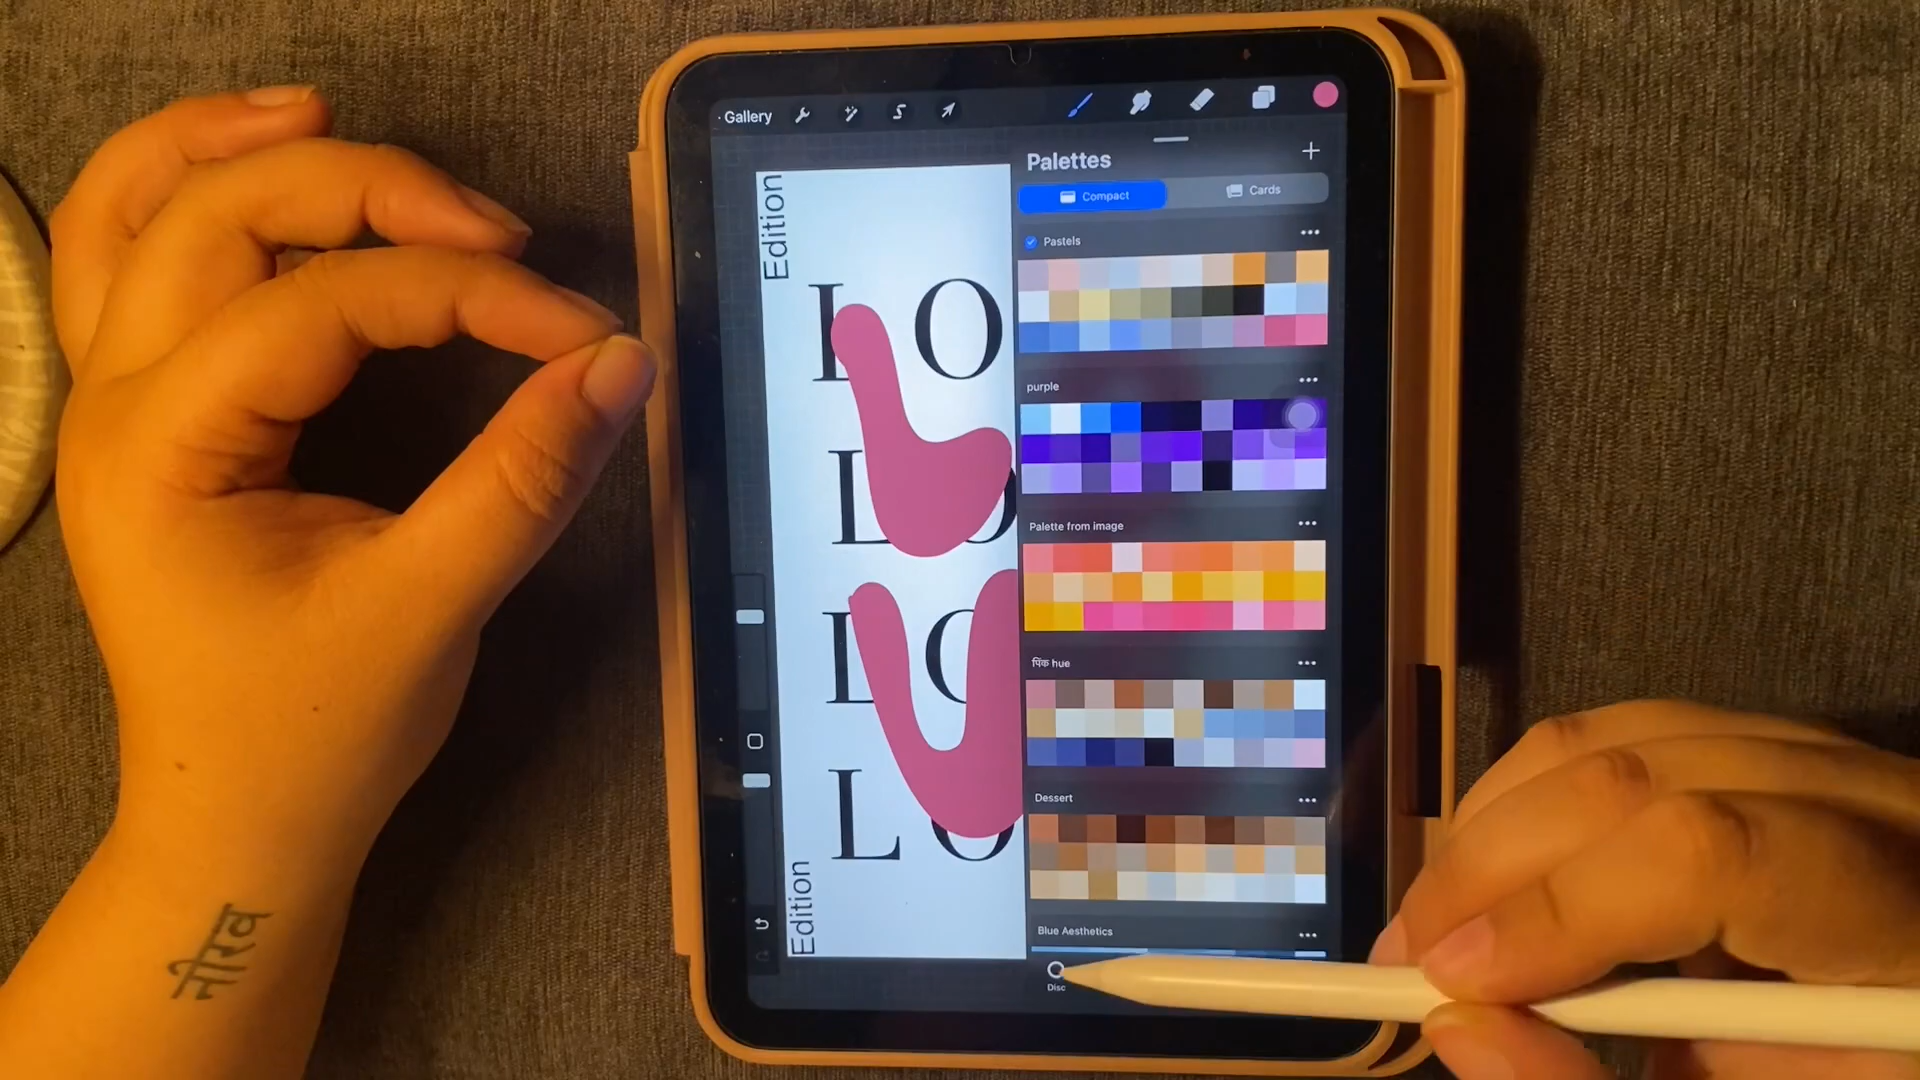 Gallery
Palettes
Compact
Cards
Pastels
purple
Palette from image
पिंक hue
Dessert
Blue Aesthetics
Disc
Edition
LO
LO
LO
LO
Edition
नीरव